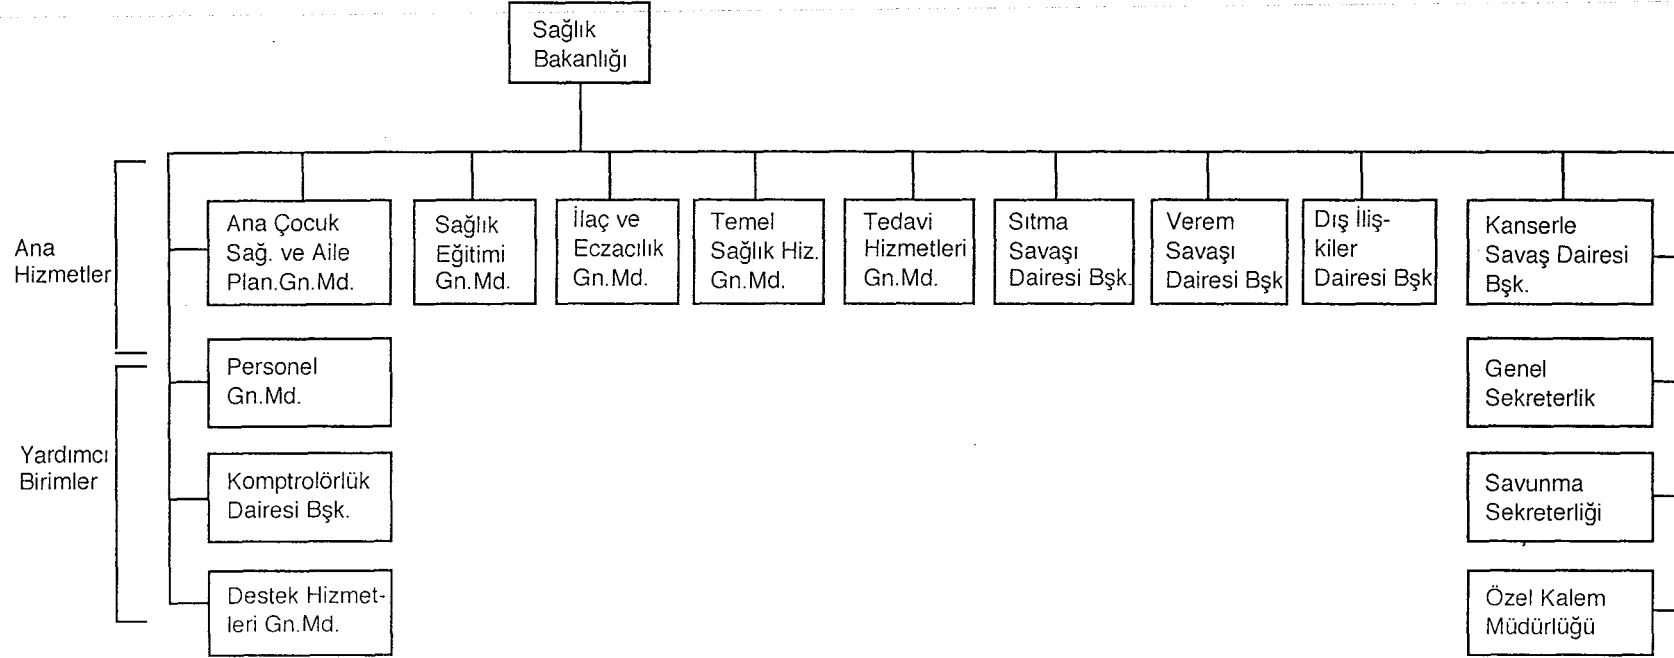 Sağlık
Bakanlığı
Ana
Hizmetler
Ana Çocuk
Sağ. ve Aile
Plan.Gn.Md.
Sağlık
Eğitimi
Gn.Md.
İlaç ve
Eczacılık
Gn.Md.
Temel
Sağlık Hiz.
Gn.Md.
Tedavi
Hizmetleri
Gn.Md.
Sıtma
Savaşı
Dairesi Bşk.
Verem
Savaşı
Dairesi Bşk
Dış İliş-
kiler
Dairesi Bşk
Kanserle
Savaş Dairesi
Bşk.
Yardımcı
Birimler
Personel
Gn.Md.
Genel
Sekreterlik
Komptrolörlük
Dairesi Bşk.
Savunma
Sekreterliği
Destek Hizmet-
leri Gn.Md.
Özel Kalem
Müdürlüğü